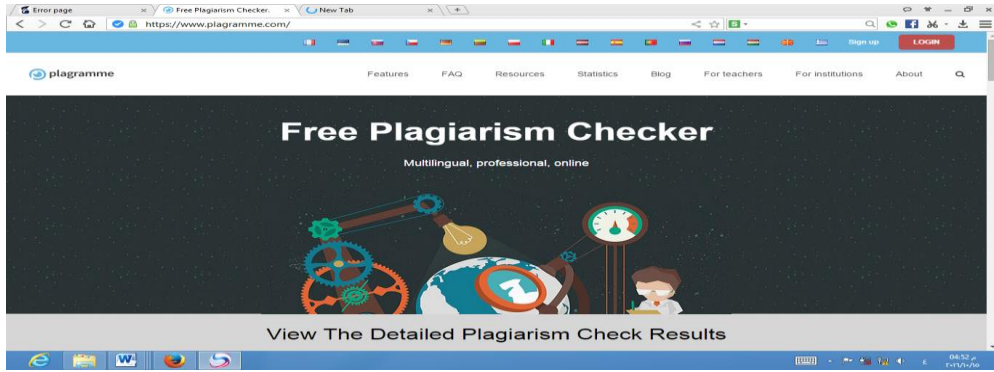 Error page
Free Plagiarism Checker.
New Tab
https://www.plagramme.com/
Sign up
LOGIN
plagramme
Features
FAQ
Resources
Statistics
Blog
For teachers
For institutions
About
Free Plagiarism Checker
Multilingual, professional, online
View The Detailed Plagiarism Check Results
04:52 م